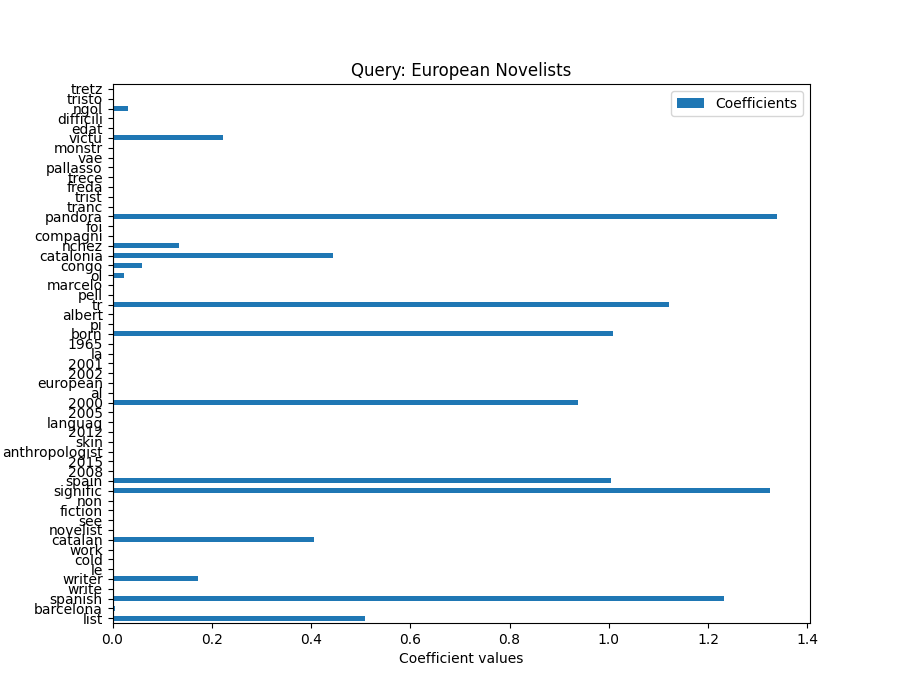 Query: European Novelists
Coefficients
tretz
tristo
ngol
difficili
edat
victu
monstr
vae
pallasso
trece
freda
trist
tranc
pandora
foi
compagni
nchez
catalonia
congo
ol
marcelo
pell
tr
albert
pi
born
1965
la
2001
2002
european
al
2000
2005
languag
2012
skin
anthropologist
2015
2008
spain
signific
non
fiction
see
novelist
catalan
work
cold
le
writer
write
spanish
barcelona
list
0.0 0.2 0.4 0.6 0.8 1.0 1.2 1.4
Coefficient values